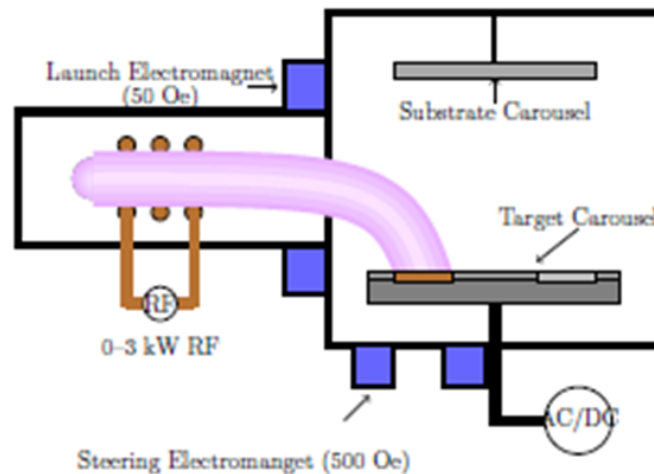 Launch Electromagnet
(50 Oe)
Substrate Carousel
Target Carousel
RF
0–3 kW RF
AC/DC
Steering Electromanget (500 Oe)